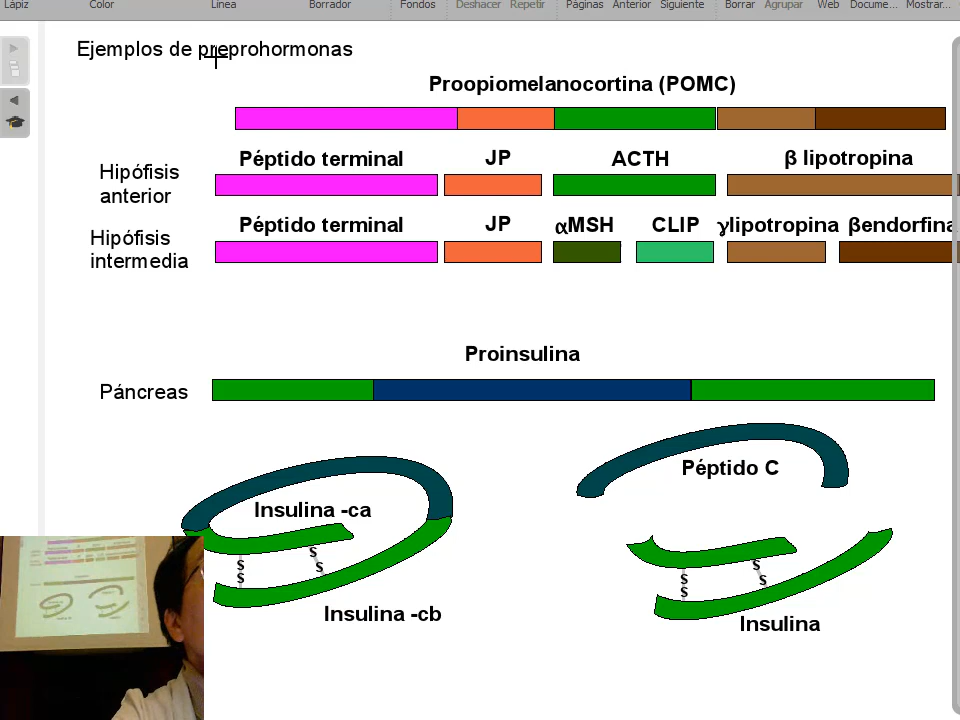 Lápiz Color Línea Borrador Fondos Deshacer Repetir Páginas Anterior Siguiente Borrar Agrupar Web Docume... Mostrar...
Ejemplos de preprohormonas
Proopiomelanocortina (POMC)
Péptido terminal JP ACTH β lipotropina
Hipófisis
anterior
Péptido terminal JP αMSH CLIP γlipotropina βendorfina
Hipófisis
intermedia
Proinsulina
Páncreas
Péptido C
Insulina -ca
S S
S S
S S
S S
Insulina -cb
Insulina